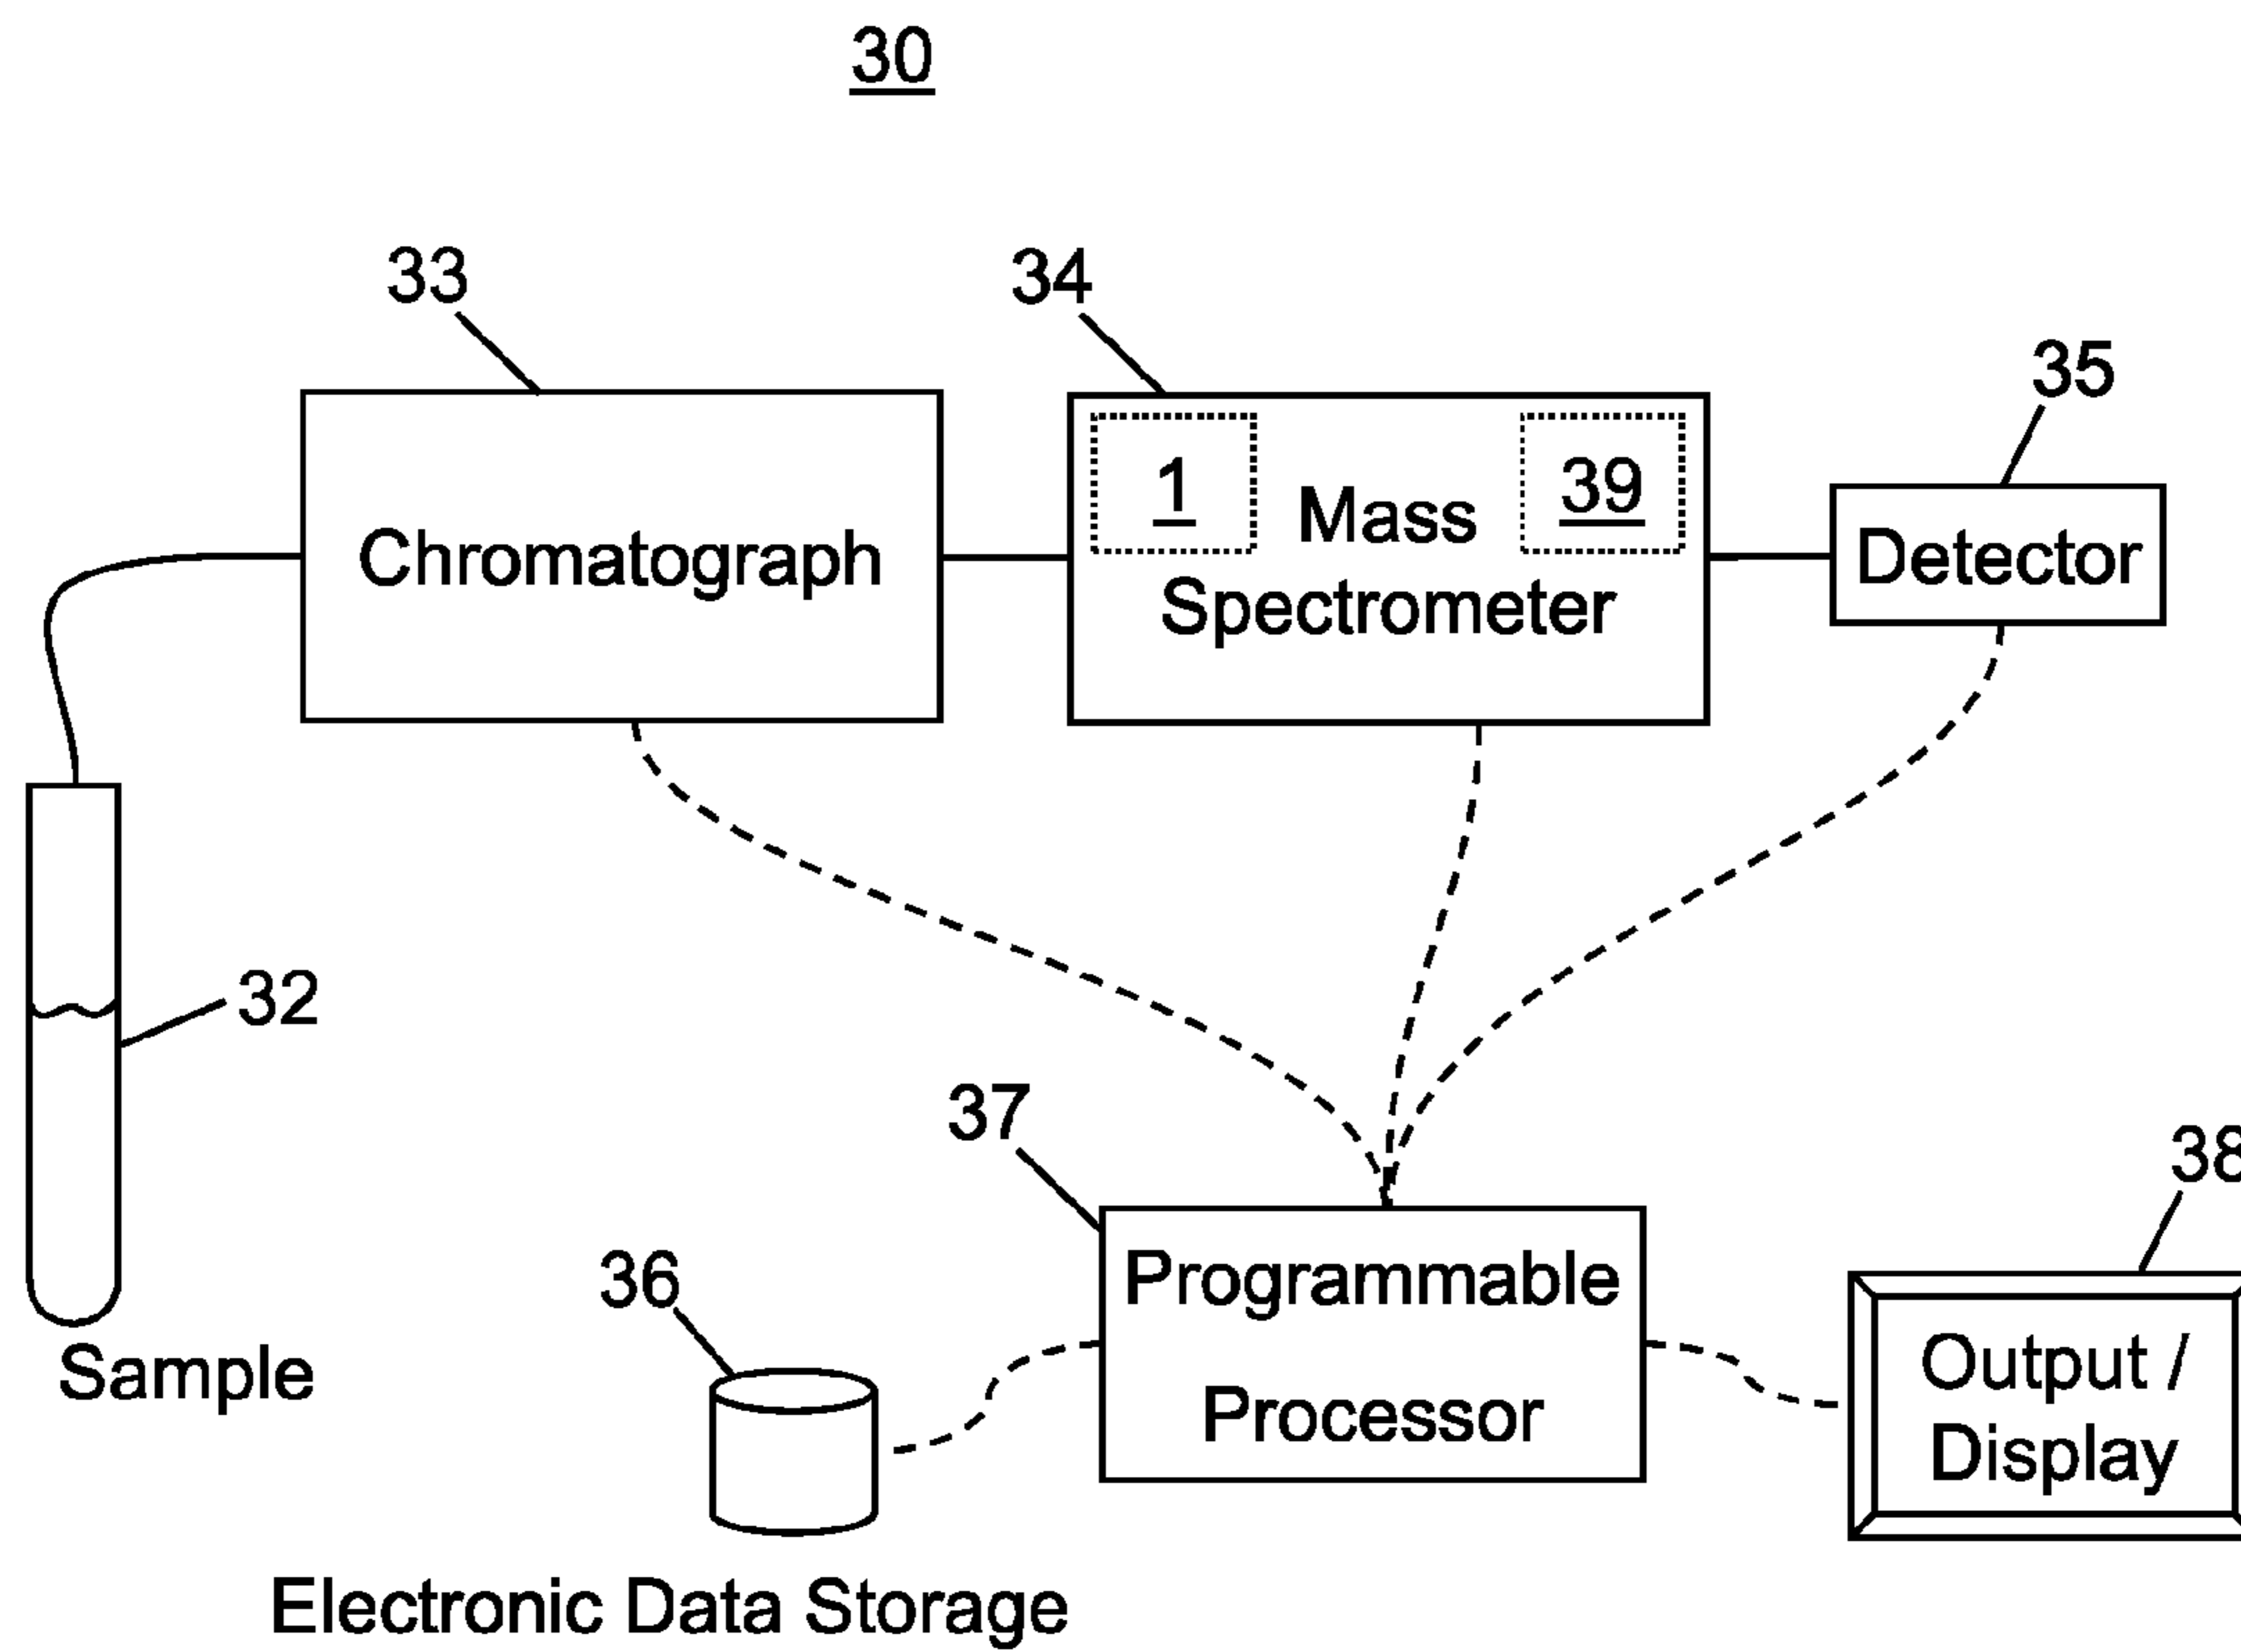 30
33
34
35
1
39
Mass
Spectrometer
Chromatograph
Detector
32
37
38
36
Programmable
Processor
Output /
Display
Sample
Electronic Data Storage